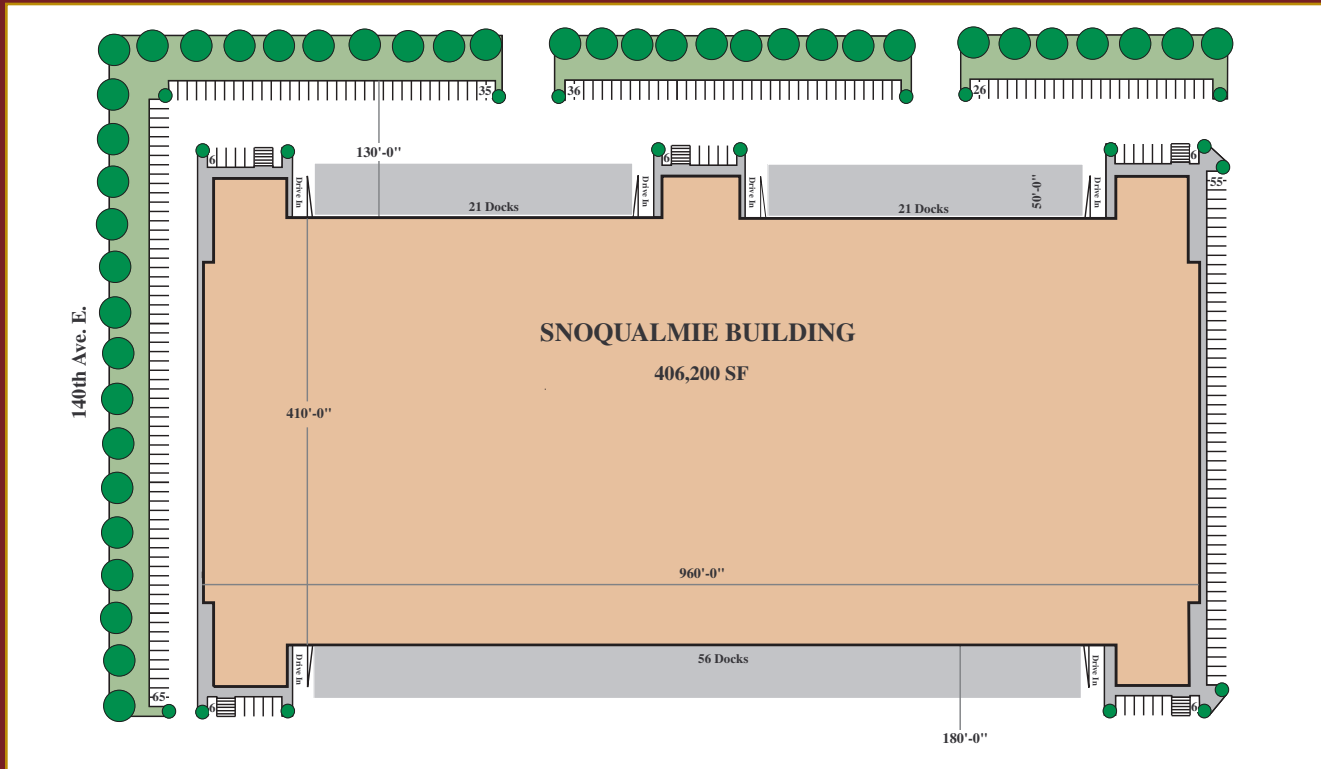 35
36
26
6
130'-0"
6
6
55
Drive In
Drive In
Drive In
Drive In
50'-0"
21 Docks
21 Docks
SNOQUALMIE BUILDING
406,200 SF
140th Ave. E.
410'-0"
960'-0"
Drive In
56 Docks
Drive In
65
6
6
180'-0"